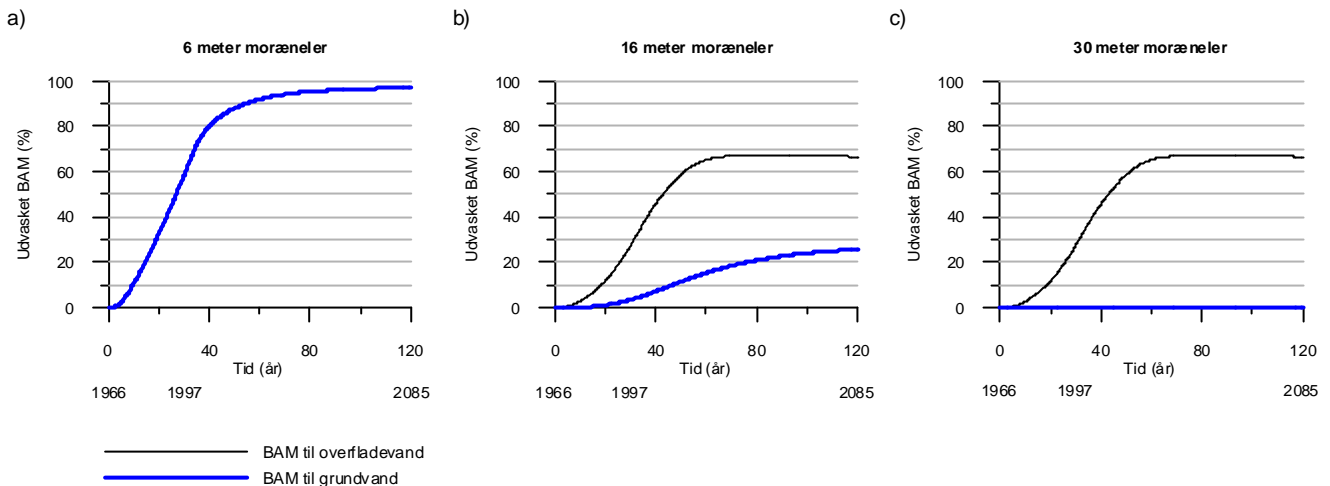 a)
6 meter moræneler
Udvasket BAM (%)
100
80
60
40
20
0
0 40 80 120
Tid (år)
1966 1997 2085
b)
16 meter moræneler
Udvasket BAM (%)
100
80
60
40
20
0
0 40 80 120
Tid (år)
1966 1997 2085
c)
30 meter moræneler
Udvasket BAM (%)
100
80
60
40
20
0
0 40 80 120
Tid (år)
1966 1997 2085
BAM til overfladevand
BAM til grundvand